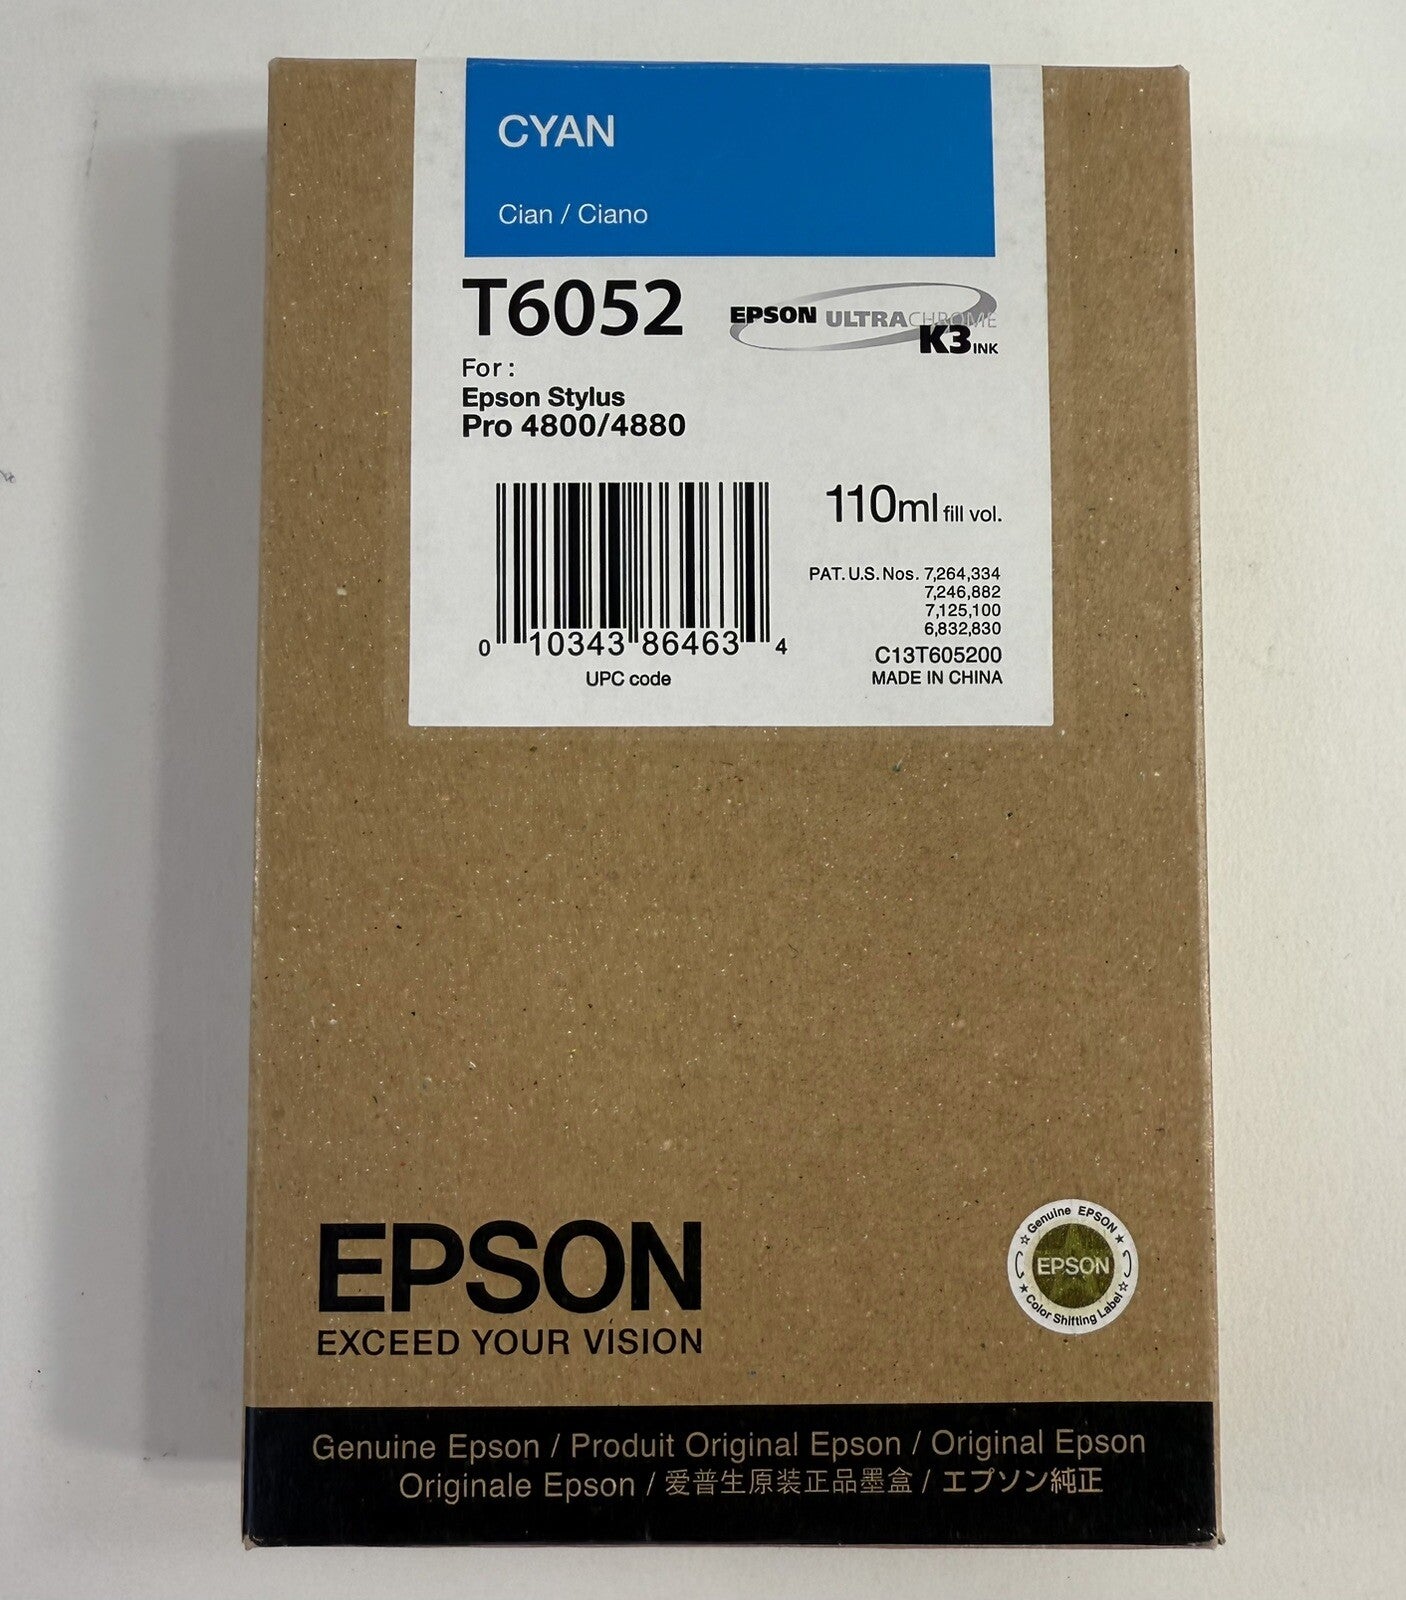 CYAN
Cian / Ciano
T6052
EPSON ULTRACHROME
K3 INK
For :
Epson Stylus
Pro 4800/4880
110ml fill vol.
PAT. U.S. Nos. 7,264,334
7,246,882
7,125,100
6,832,830
C13T605200
MADE IN CHINA
0 10343 86463 4
UPC code
EPSON
EXCEED YOUR VISION
Genuine EPSON
EPSON
Color Shifting Label
Genuine Epson / Produit Original Epson / Original Epson
Originale Epson / 爱普生原装正品墨盒 / エプソン純正